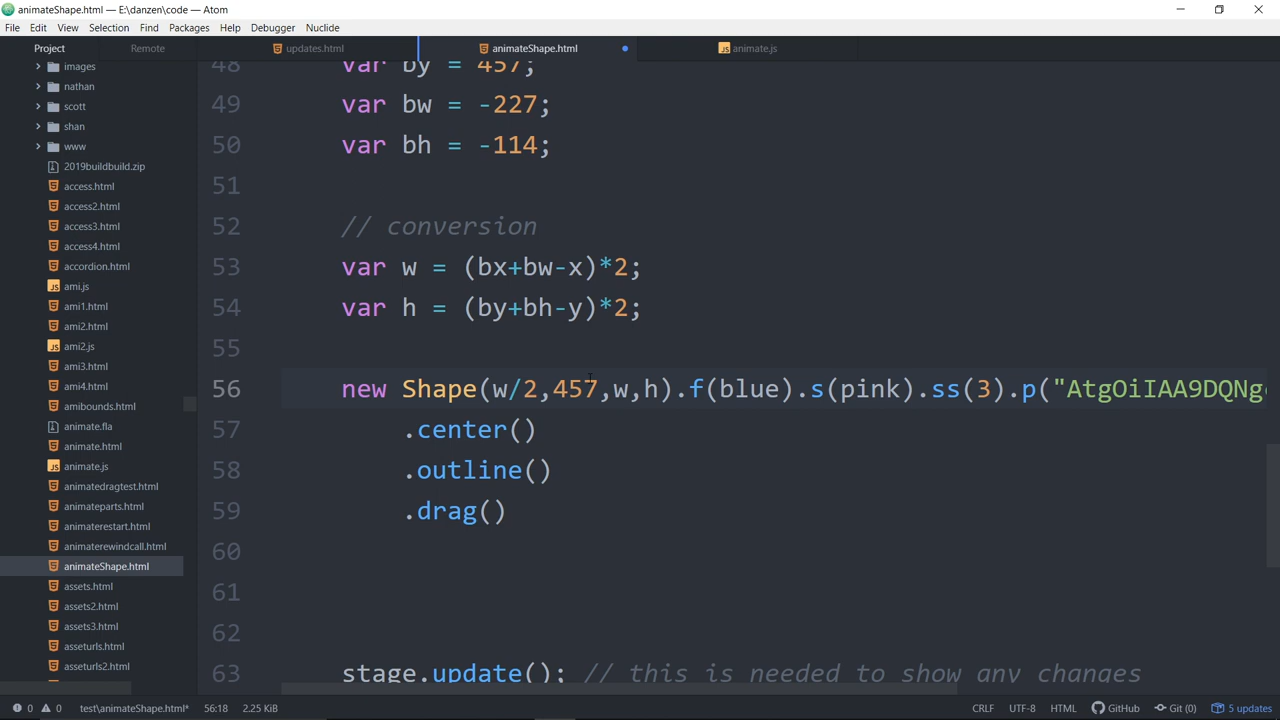 animateShape.html — E:\danzen\code — Atom
File Edit View Selection Find Packages Help Debugger Nuclide
Project Remote updates.html animateShape.html animate.js
images
nathan
scott
shan
www
2019buildbuild.zip
access.html
access2.html
access3.html
access4.html
accordion.html
ami.js
ami1.html
ami2.html
ami2.js
ami3.html
ami4.html
amibounds.html
animate.fla
animate.html
animate.js
animatedragtest.html
animateparts.html
animaterestart.html
animaterewindcall.html
animateShape.html
assets.html
assets2.html
assets3.html
asseturls.html
asseturls2.html
48 var by = 457;
49 var bw = -227;
50 var bh = -114;
51
52 // conversion
53 var w = (bx+bw-x)*2;
54 var h = (by+bh-y)*2;
55
56 new Shape(w/2,457,w,h).f(blue).s(pink).ss(3).p("AtgOiIAA9DQNg
57 .center()
58 .outline()
59 .drag()
60
61
62
63 stage.update(); // this is needed to show any changes
0 0 test\animateShape.html* 56:18 2.25 KiB CRLF UTF-8 HTML GitHub Git (0) 5 updates